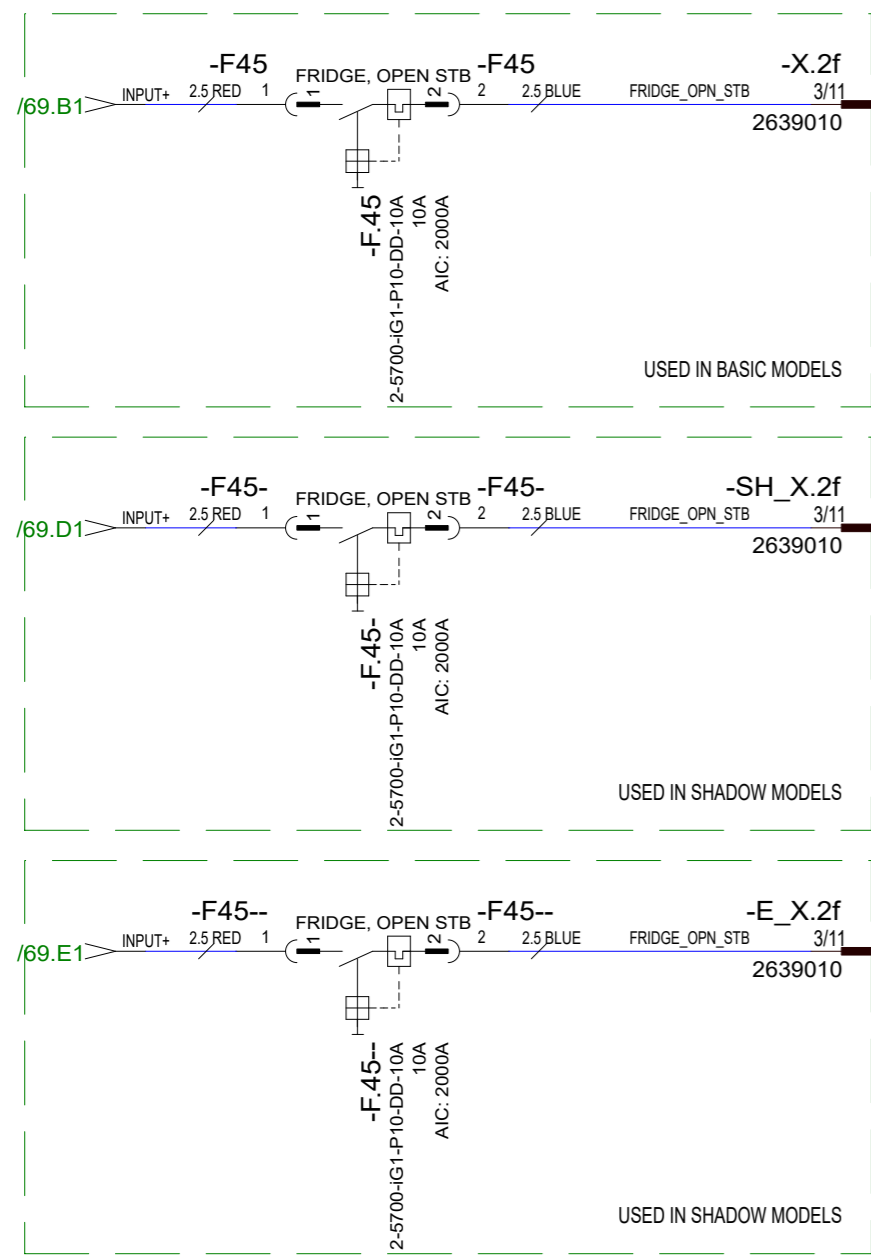 -F45
FRIDGE, OPEN STB
-F45
-X.2f
/69.B1
INPUT+
2.5 RED
1
1
2
2
2.5 BLUE
FRIDGE_OPN_STB
3/11
2639010
-F.45
2-5700-iG1-P10-DD-10A
10A
AIC: 2000A
USED IN BASIC MODELS
-F45-
FRIDGE, OPEN STB
-F45-
-SH_X.2f
/69.D1
INPUT+
2.5 RED
1
1
2
2
2.5 BLUE
FRIDGE_OPN_STB
3/11
2639010
-F.45-
2-5700-iG1-P10-DD-10A
10A
AIC: 2000A
USED IN SHADOW MODELS
-F45--
FRIDGE, OPEN STB
-F45--
-E_X.2f
/69.E1
INPUT+
2.5 RED
1
1
2
2
2.5 BLUE
FRIDGE_OPN_STB
3/11
2639010
-F.45--
2-5700-iG1-P10-DD-10A
10A
AIC: 2000A
USED IN SHADOW MODELS